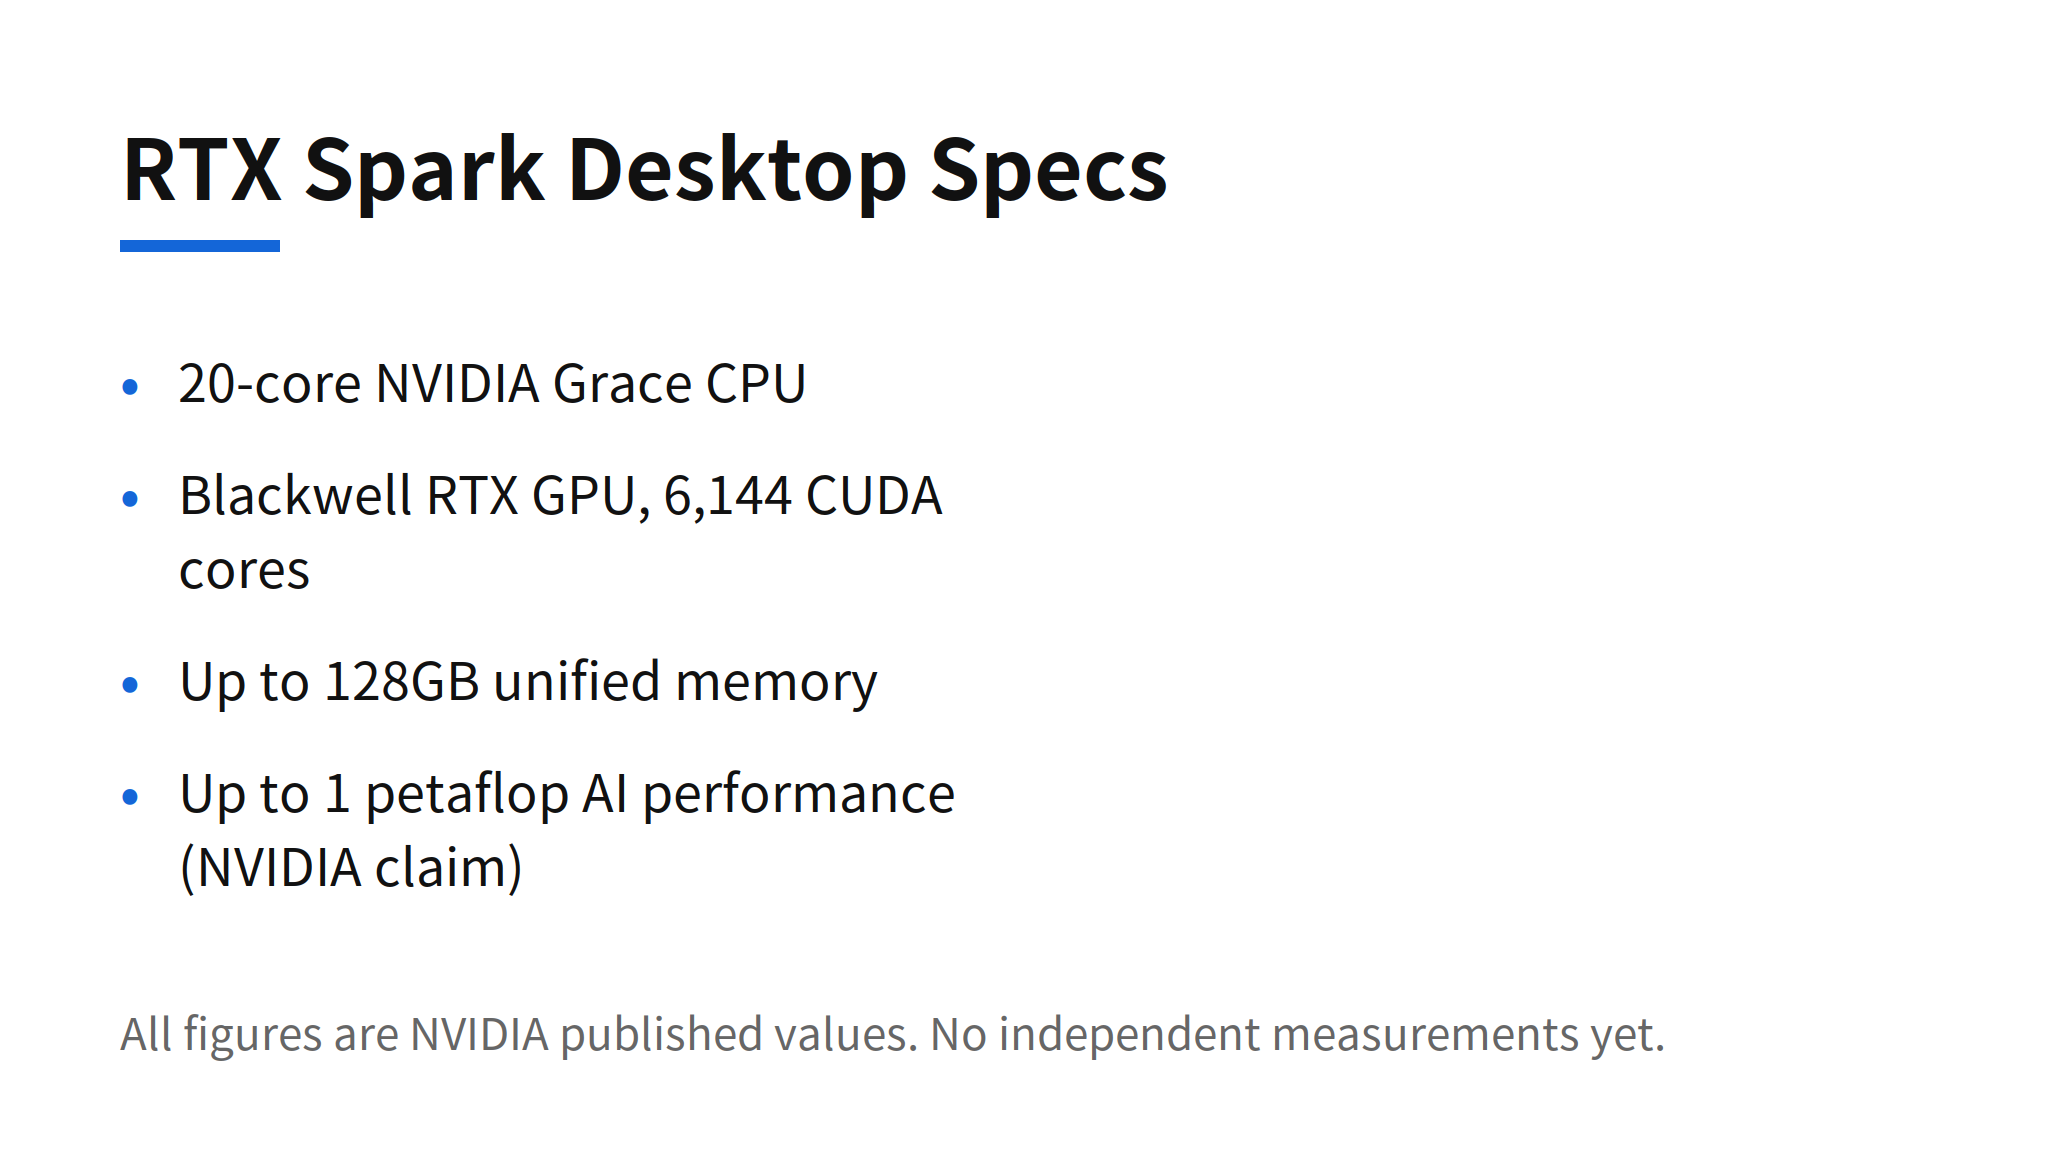 RTX Spark Desktop Specs
• 20-core NVIDIA Grace CPU
• Blackwell RTX GPU, 6,144 CUDA
cores
• Up to 128GB unified memory
• Up to 1 petaflop AI performance
(NVIDIA claim)
All figures are NVIDIA published values. No independent measurements yet.